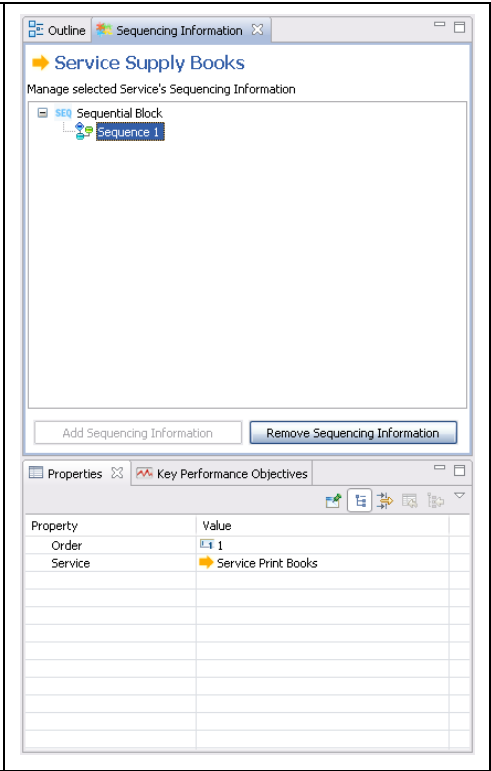 Outline Sequencing Information
Service Supply Books
Manage selected Service's Sequencing Information
SEQ Sequential Block
Sequence 1
Add Sequencing Information Remove Sequencing Information
Properties Key Performance Objectives
Property Value
Order 1
Service Service Print Books